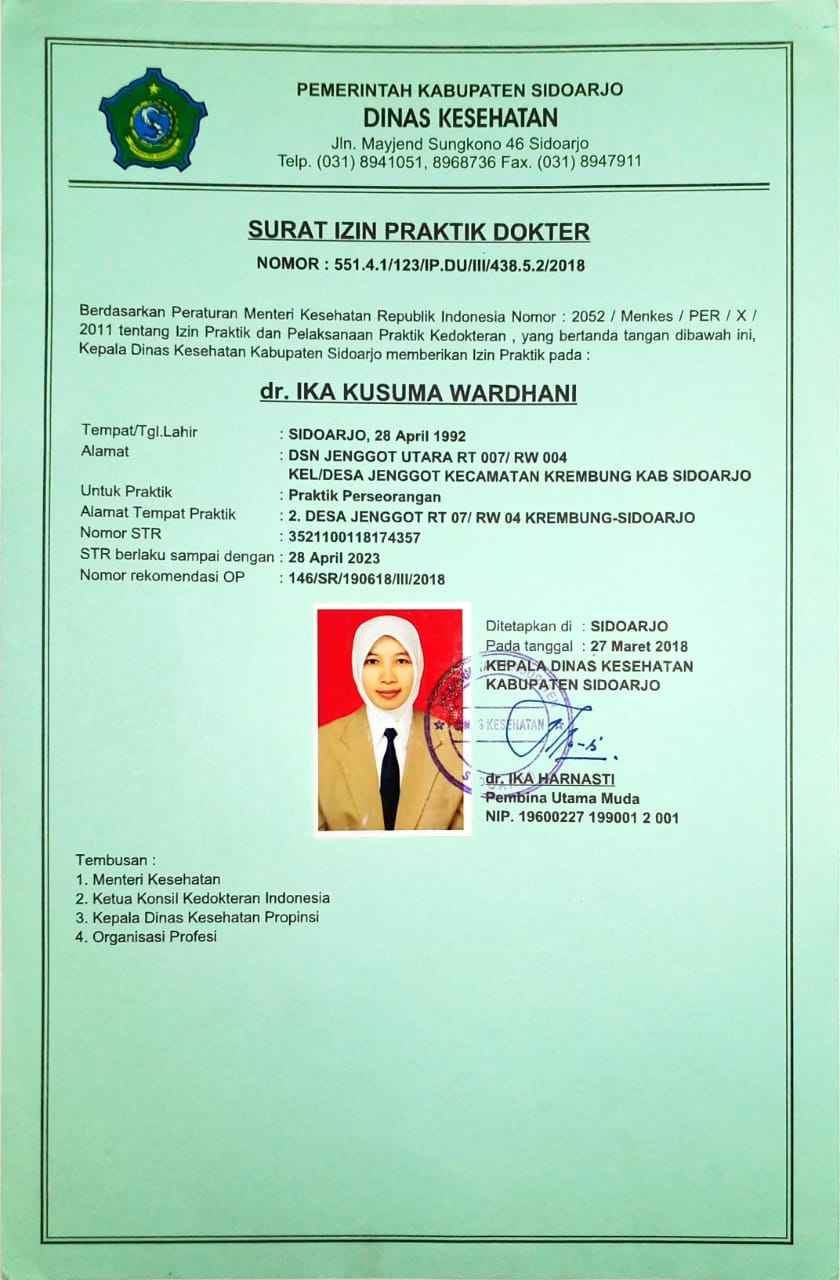 PEMERINTAH KABUPATEN SIDOARJO
DINAS KESEHATAN
Jln. Mayjend Sungkono 46 Sidoarjo
Telp. (031) 8941051, 8968736 Fax. (031) 8947911
SURAT IZIN PRAKTIK DOKTER
NOMOR : 551.4.1/123/IP.DU/III/438.5.2/2018
Berdasarkan Peraturan Menteri Kesehatan Republik Indonesia Nomor : 2052 / Menkes / PER / X /
2011 tentang Izin Praktik dan Pelaksanaan Praktik Kedokteran , yang bertanda tangan dibawah ini,
Kepala Dinas Kesehatan Kabupaten Sidoarjo memberikan Izin Praktik pada :
dr. IKA KUSUMA WARDHANI
Tempat/Tgl.Lahir : SIDOARJO, 28 April 1992
Alamat : DSN JENGGOT UTARA RT 007/ RW 004
KEL/DESA JENGGOT KECAMATAN KREMBUNG KAB SIDOARJO
Untuk Praktik : Praktik Perseorangan
Alamat Tempat Praktik : 2. DESA JENGGOT RT 07/ RW 04 KREMBUNG-SIDOARJO
Nomor STR : 3521100118174357
STR berlaku sampai dengan : 28 April 2023
Nomor rekomendasi OP : 146/SR/190618/III/2018
Ditetapkan di : SIDOARJO
Pada tanggal : 27 Maret 2018
KEPALA DINAS KESEHATAN
KABUPATEN SIDOARJO
KESEHATAN
dr. IKA HARNASTI
Pembina Utama Muda
NIP. 19600227 199001 2 001
Tembusan :
1. Menteri Kesehatan
2. Ketua Konsil Kedokteran Indonesia
3. Kepala Dinas Kesehatan Propinsi
4. Organisasi Profesi